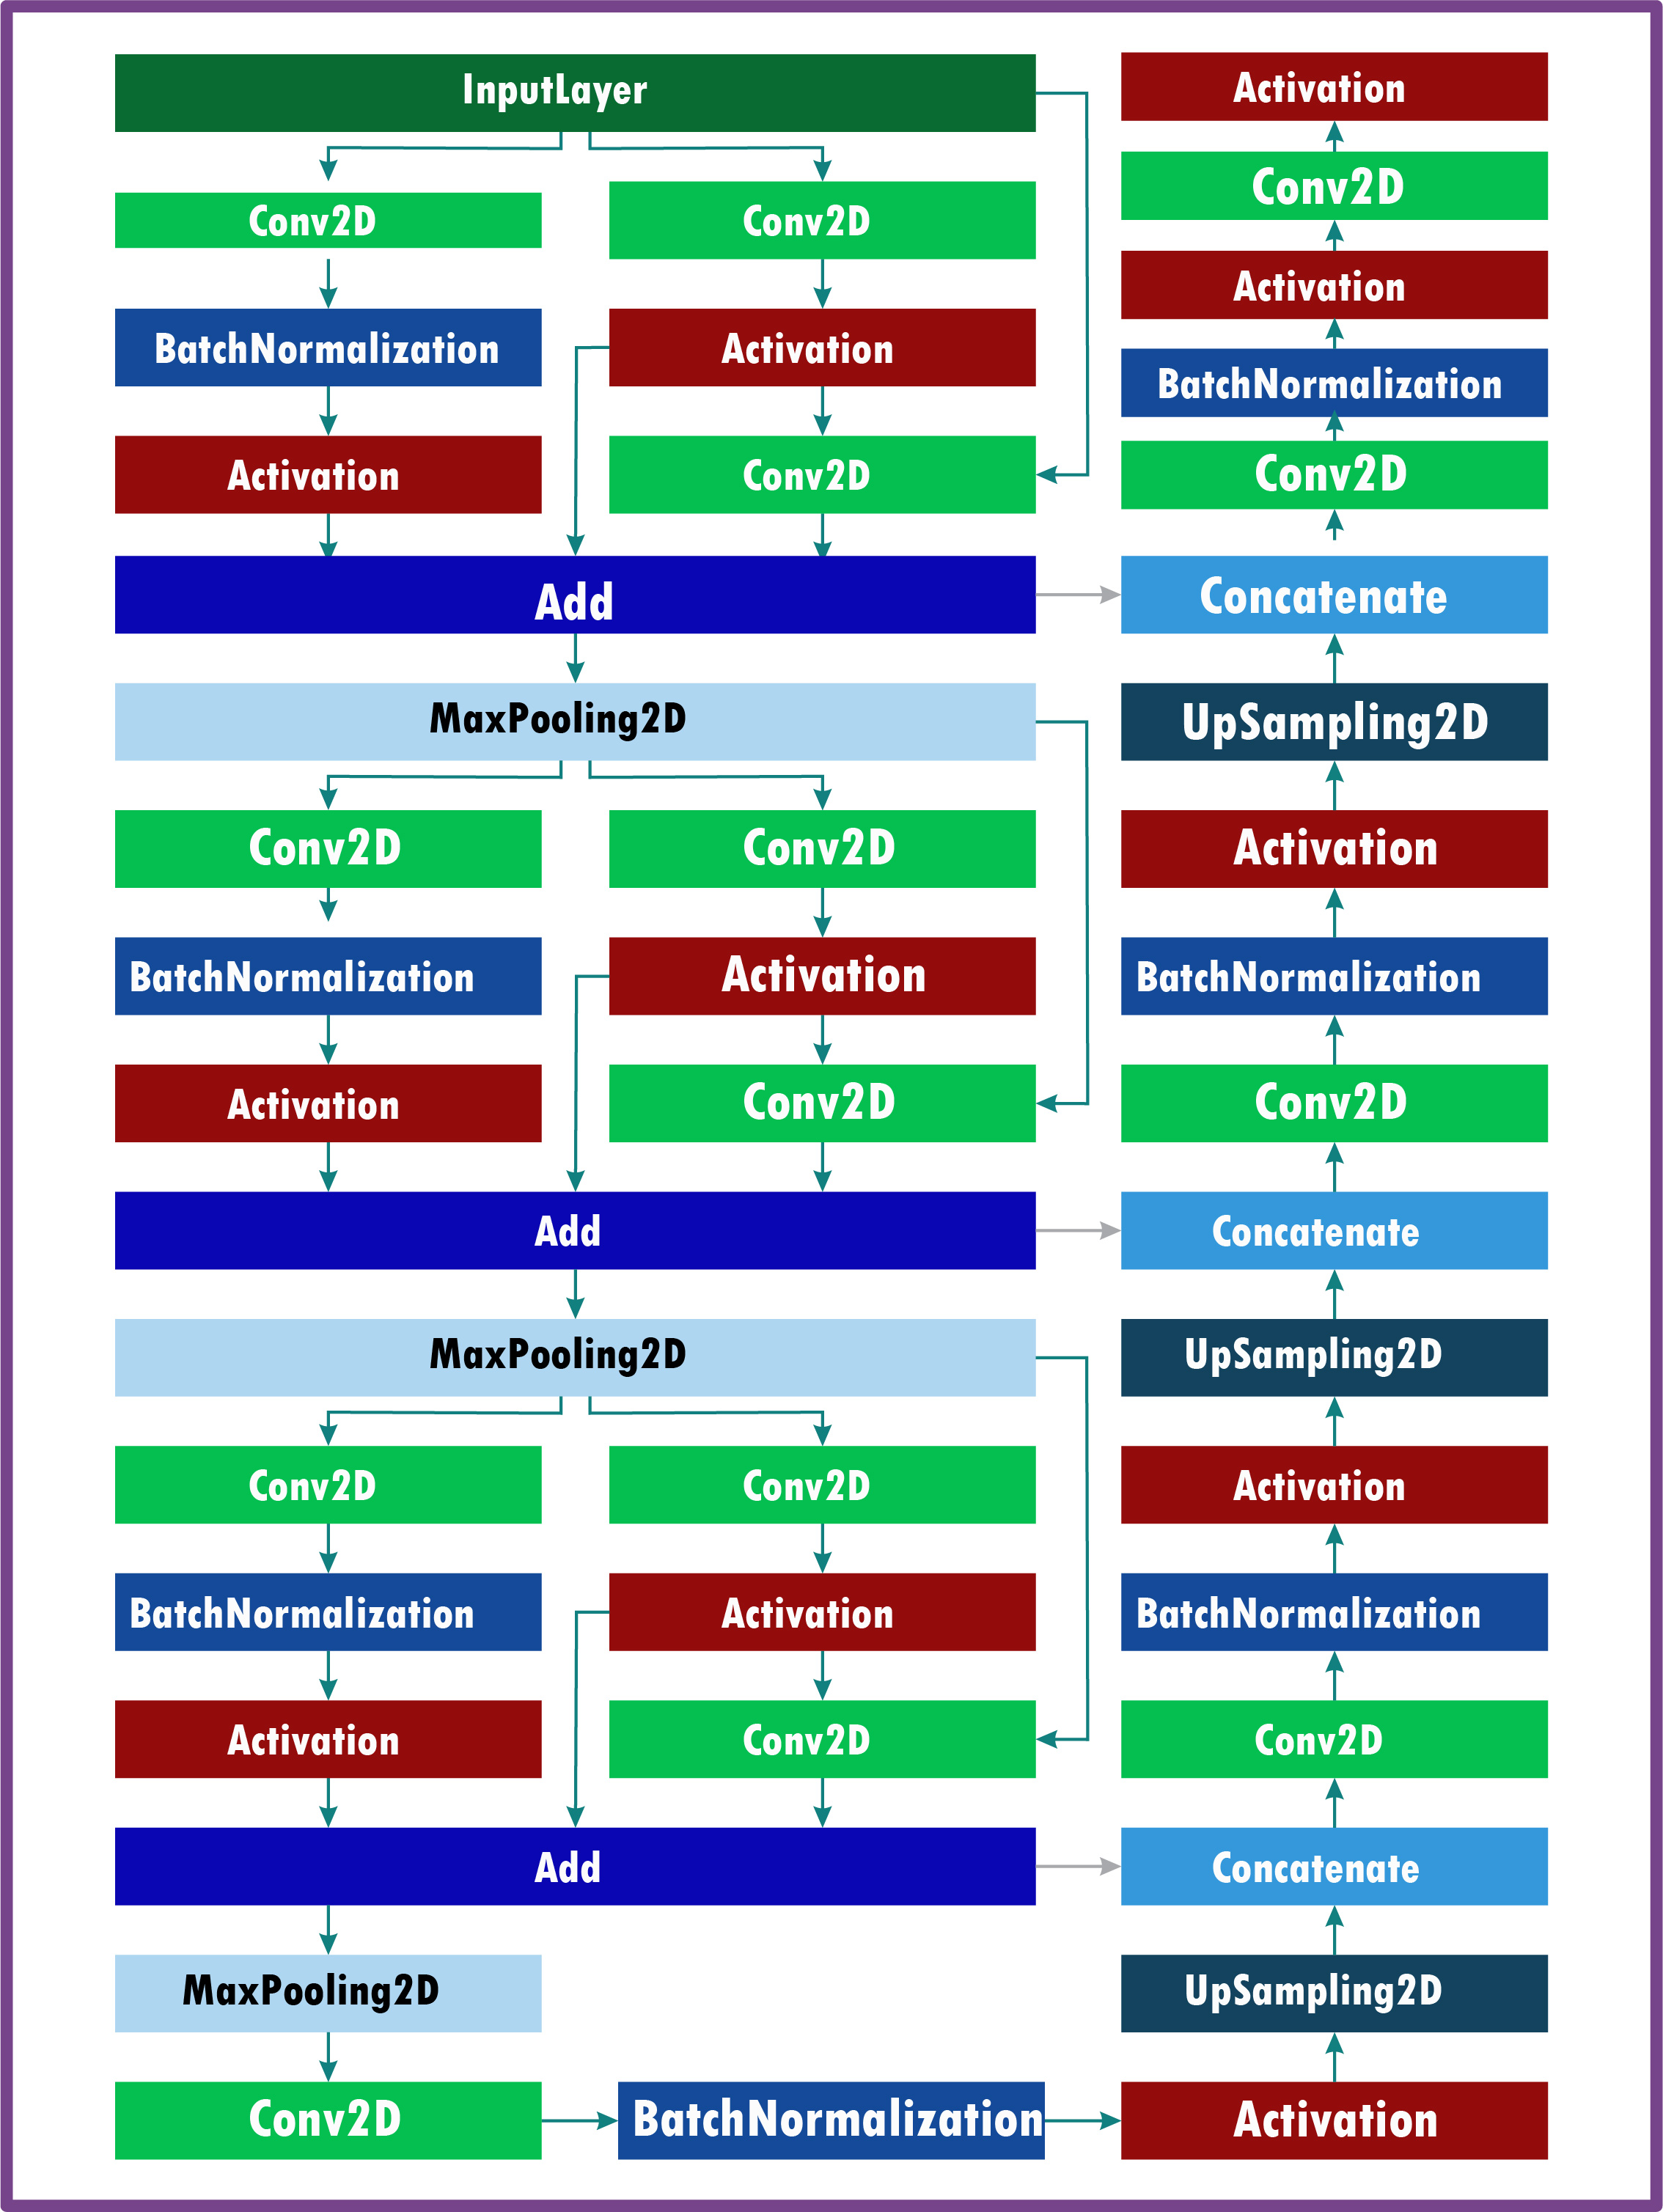 InputLayer
Conv2D
Conv2D
BatchNormalization
Activation
Activation
Conv2D
Add
MaxPooling2D
Conv2D
Conv2D
BatchNormalization
Activation
Activation
Conv2D
Add
MaxPooling2D
Conv2D
Conv2D
BatchNormalization
Activation
Activation
Conv2D
Add
MaxPooling2D
Conv2D
BatchNormalization
Activation
Conv2D
Activation
BatchNormalization
Conv2D
Concatenate
UpSampling2D
Activation
BatchNormalization
Conv2D
Concatenate
UpSampling2D
Activation
BatchNormalization
Conv2D
Concatenate
UpSampling2D
Activation